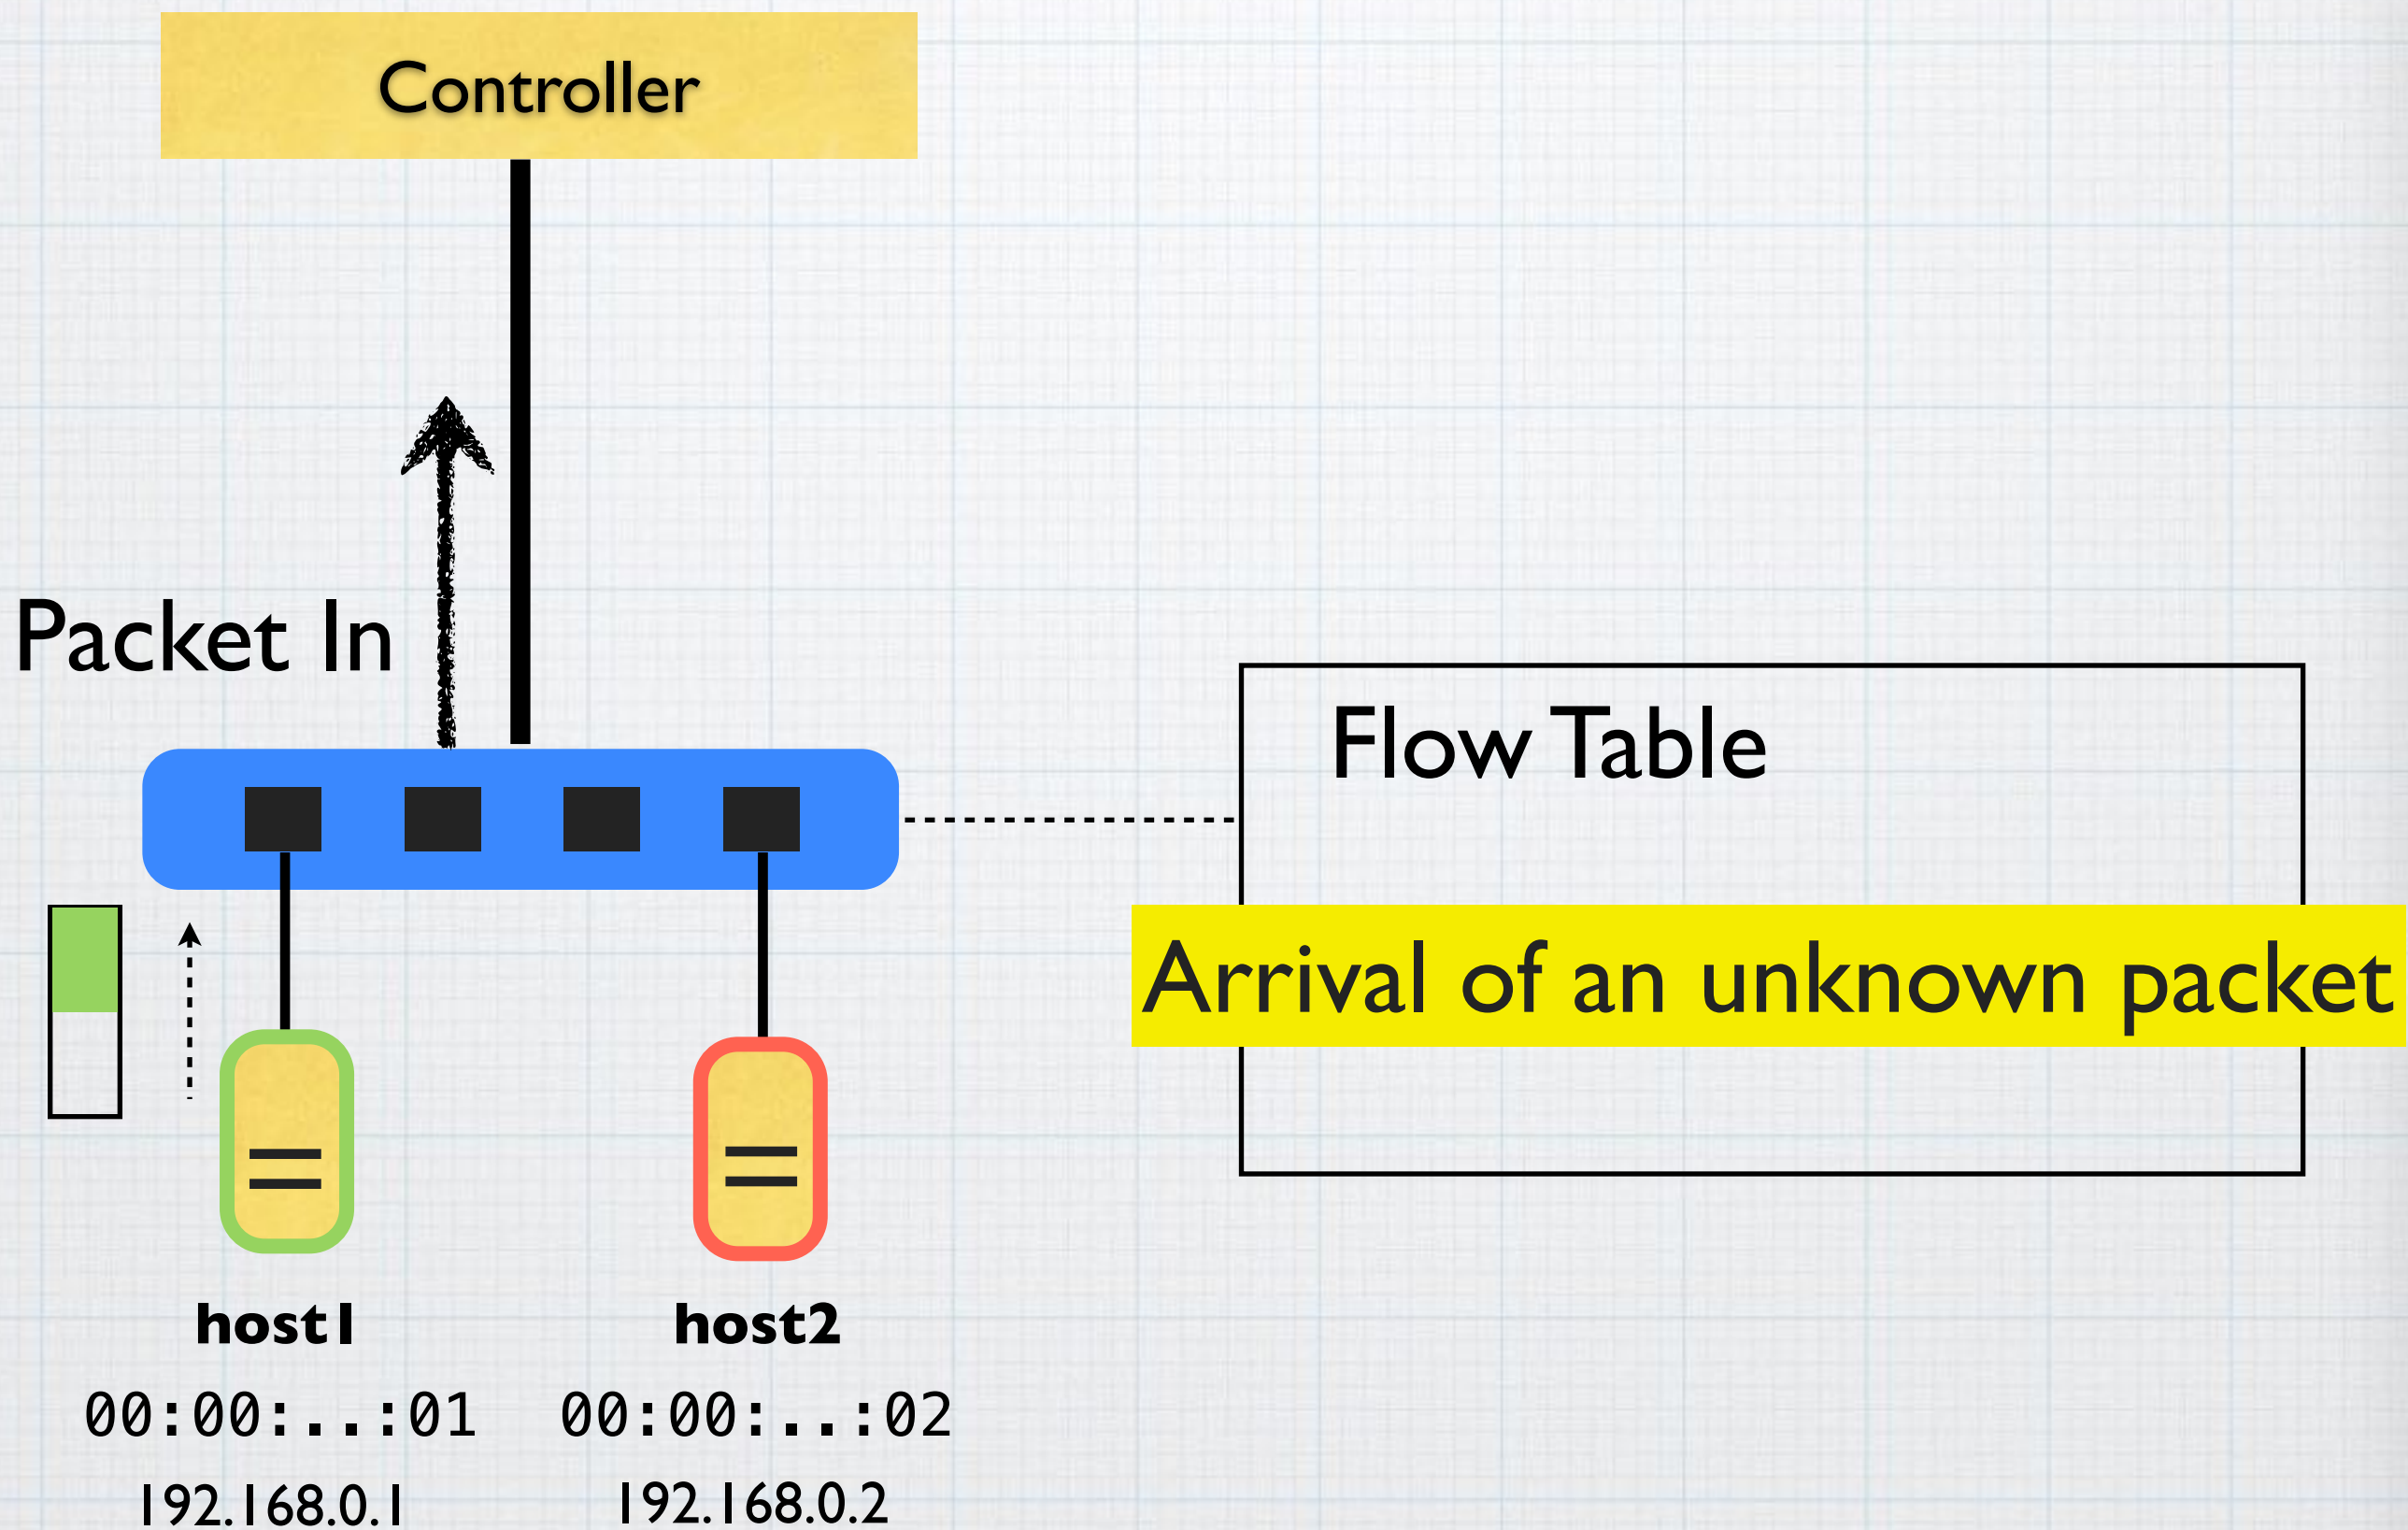 Controller
Packet In
Flow Table
Arrival of an unknown packet
host1
host2
00:00:..:01
00:00:..:02
192.168.0.1
192.168.0.2